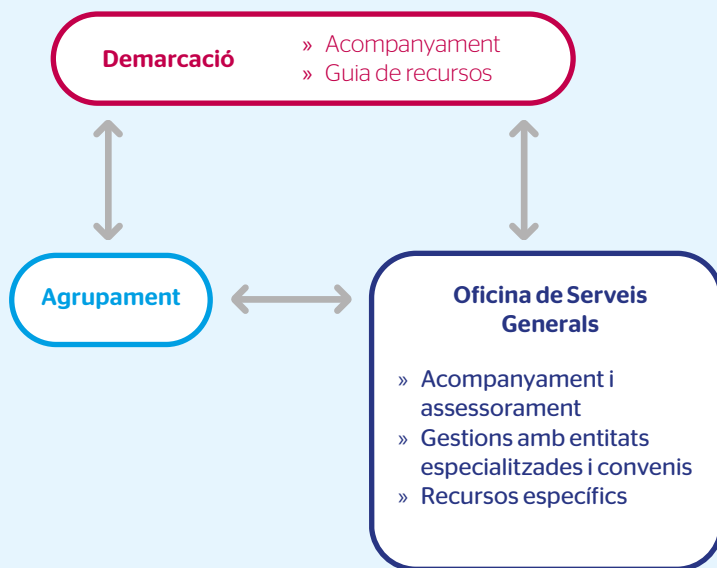 Demarcació
» Acompanyament
» Guia de recursos
Agrupament
Oficina de Serveis
Generals
» Acompanyament i
assessorament
» Gestions amb entitats
especialitzades i convenis
» Recursos específics